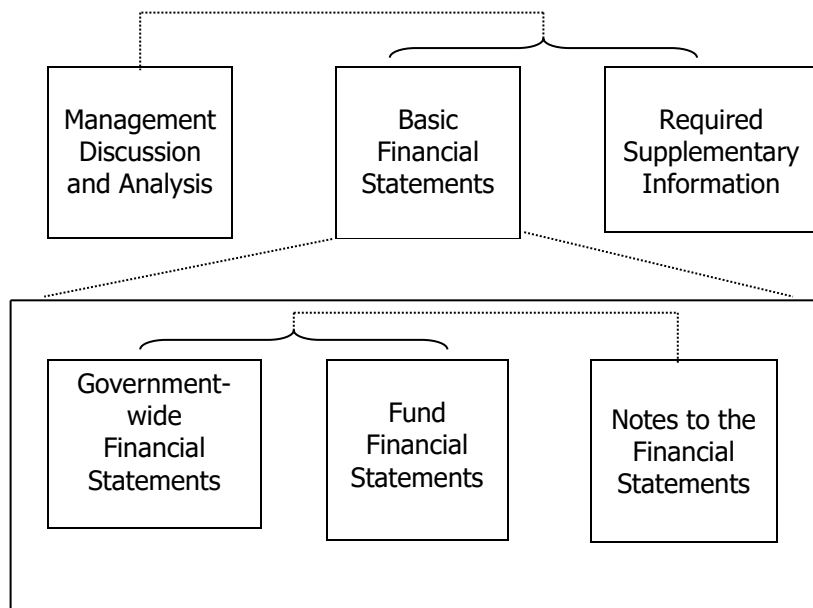 Management
Discussion
and Analysis
Basic
Financial
Statements
Required
Supplementary
Information
Government-
wide
Financial
Statements
Fund
Financial
Statements
Notes to the
Financial
Statements